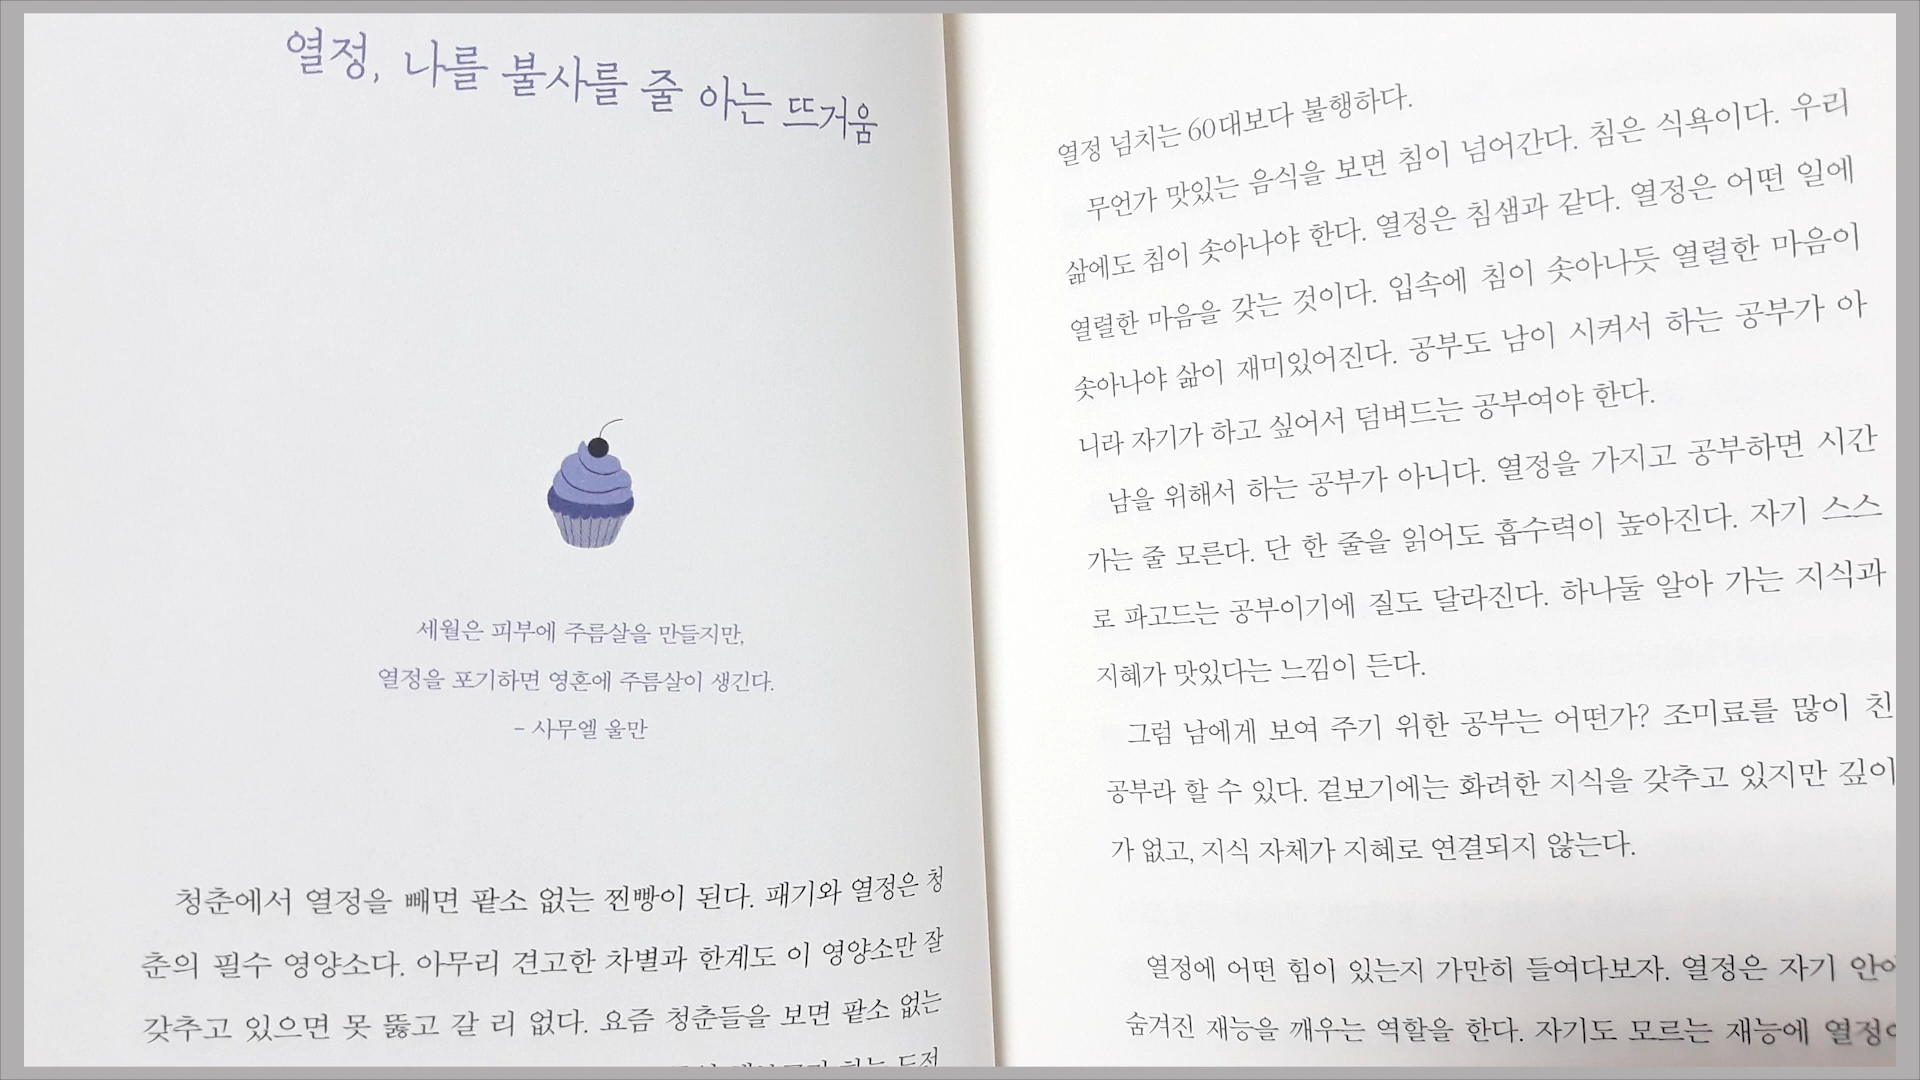 열정, 나를 불사를 줄 아는 뜨거움
세월은 피부에 주름살을 만들지만,
열정을 포기하면 영혼에 주름살이 생긴다.
- 사무엘 울만
청춘에서 열정을 빼면 팥소 없는 찐빵이 된다. 패기와 열정은 청
춘의 필수 영양소다. 아무리 견고한 차별과 한계도 이 영양소만 잘
갖추고 있으면 못 뚫고 갈 리 없다. 요즘 청춘들을 보면 팥소 없는
열정 넘치는 60대보다 불행하다.
무언가 맛있는 음식을 보면 침이 넘어간다. 침은 식욕이다. 우리
삶에도 침이 솟아나야 한다. 열정은 침샘과 같다. 열정은 어떤 일에
열렬한 마음을 갖는 것이다. 입속에 침이 솟아나듯 열렬한 마음이
솟아나야 삶이 재미있어진다. 공부도 남이 시켜서 하는 공부가 아
니라 자기가 하고 싶어서 덤벼드는 공부여야 한다.
남을 위해서 하는 공부가 아니다. 열정을 가지고 공부하면 시간
가는 줄 모른다. 단 한 줄을 읽어도 흡수력이 높아진다. 자기 스스
로 파고드는 공부이기에 질도 달라진다. 하나둘 알아 가는 지식과
지혜가 맛있다는 느낌이 든다.
그럼 남에게 보여 주기 위한 공부는 어떤가? 조미료를 많이 친
공부라 할 수 있다. 겉보기에는 화려한 지식을 갖추고 있지만 깊이
가 없고, 지식 자체가 지혜로 연결되지 않는다.
열정에 어떤 힘이 있는지 가만히 들여다보자. 열정은 자기
숨겨진 재능을 깨우는 역할을 한다. 자기도 모르는 재능에